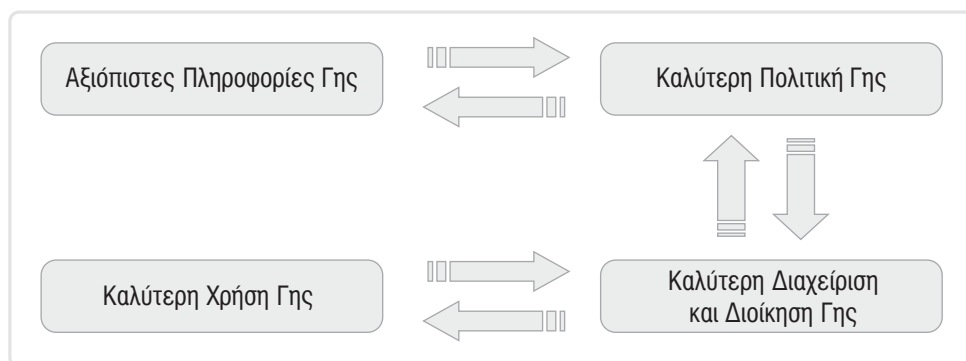 Αξιόπιστες Πληροφορίες Γης
Καλύτερη Πολιτική Γης
Καλύτερη Χρήση Γης
Καλύτερη Διαχείριση
και Διοίκηση Γης